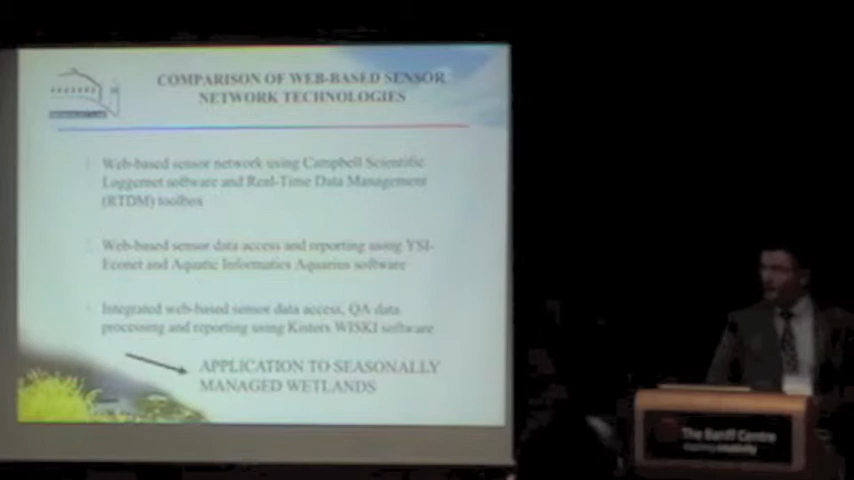 COMPARISON OF WEB-BASED SENSOR
NETWORK TECHNOLOGIES
Web-based sensor network using Campbell Scientific
Loggernet software and Real-Time Data Management
(RTDM) toolbox
Web-based sensor data access and reporting using YSI-
Econet and Aquatic Informatics Aquarius software
Integrated web-based sensor data access, QA data
processing and reporting using Kisters WISKI software
APPLICATION TO SEASONALLY
MANAGED WETLANDS
The Banff Centre
inspiring creativity